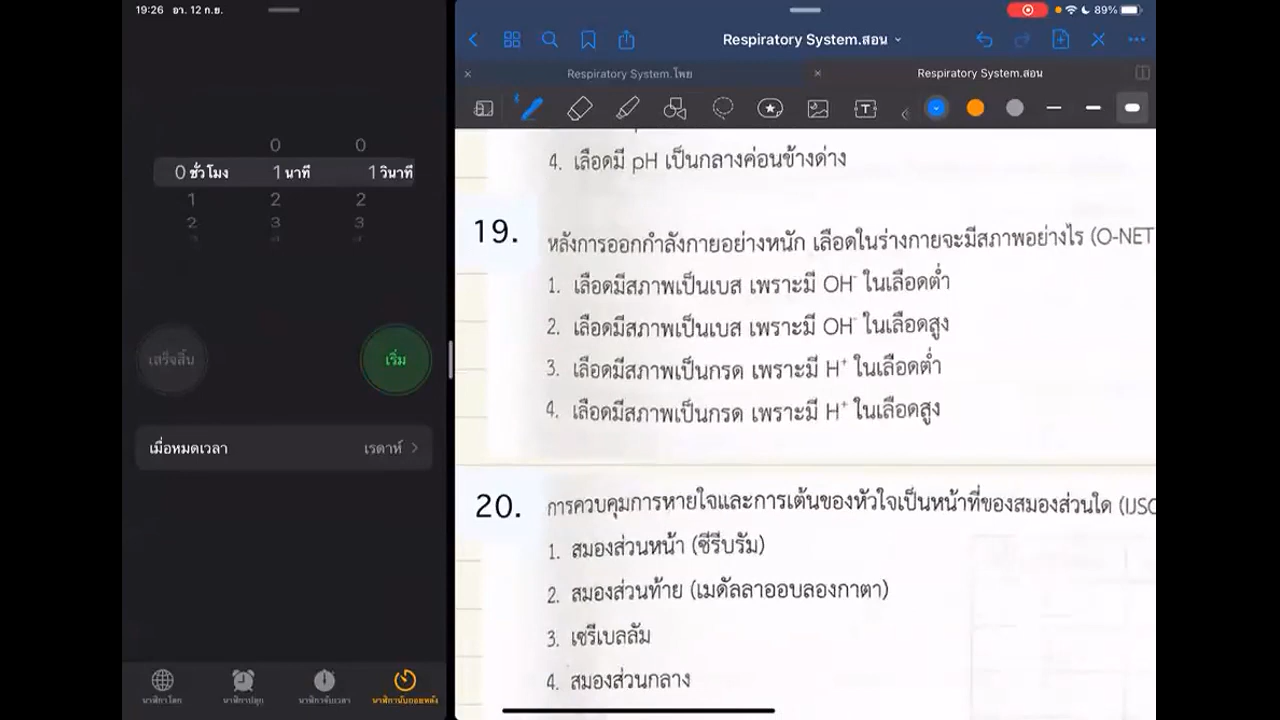 19:26 อา. 12 ก.ย.
0 0
0 ชั่วโมง 1 นาที 1 วินาที
1 2 2
2 3 3
เสร็จสิ้น
เริ่ม
เมื่อหมดเวลา
เรดาห์
นาฬิกาโลก
นาฬิกาปลุก
นาฬิกาจับเวลา
นาฬิกานับถอยหลัง
89%
Respiratory System.สอน
Respiratory System.โพย
Respiratory System.สอน
4. เลือดมี pH เป็นกลางค่อนข้างด่าง
19. หลังการออกกำลังกายอย่างหนัก เลือดในร่างกายจะมีสภาพอย่างไร (O-NET
1. เลือดมีสภาพเป็นเบส เพราะมี OH⁻ ในเลือดต่ำ
2. เลือดมีสภาพเป็นเบส เพราะมี OH⁻ ในเลือดสูง
3. เลือดมีสภาพเป็นกรด เพราะมี H⁺ ในเลือดต่ำ
4. เลือดมีสภาพเป็นกรด เพราะมี H⁺ ในเลือดสูง
20. การควบคุมการหายใจและการเต้นของหัวใจเป็นหน้าที่ของสมองส่วนใด (IJSO
1. สมองส่วนหน้า (ซีรีบรัม)
2. สมองส่วนท้าย (เมดัลลาออบลองกาตา)
3. เซรีเบลลัม
4. สมองส่วนกลาง